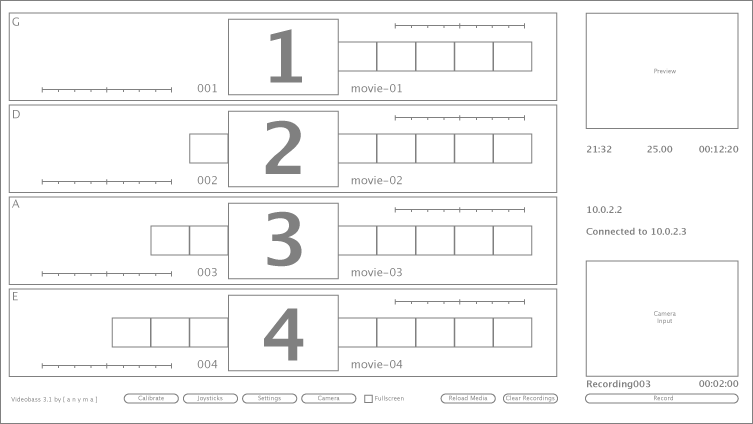 G
1
001
movie-01
D
2
002
movie-02
A
3
003
movie-03
E
4
004
movie-04
Videobass 3.1 by [ a n y m a ]
Calibrate
Joysticks
Settings
Camera
Fullscreen
Reload Media
Clear Recordings
Preview
21:32 25.00 00:12:20
10.0.2.2
Connected to 10.0.2.3
Camera
Input
Recording003 00:02:00
Record